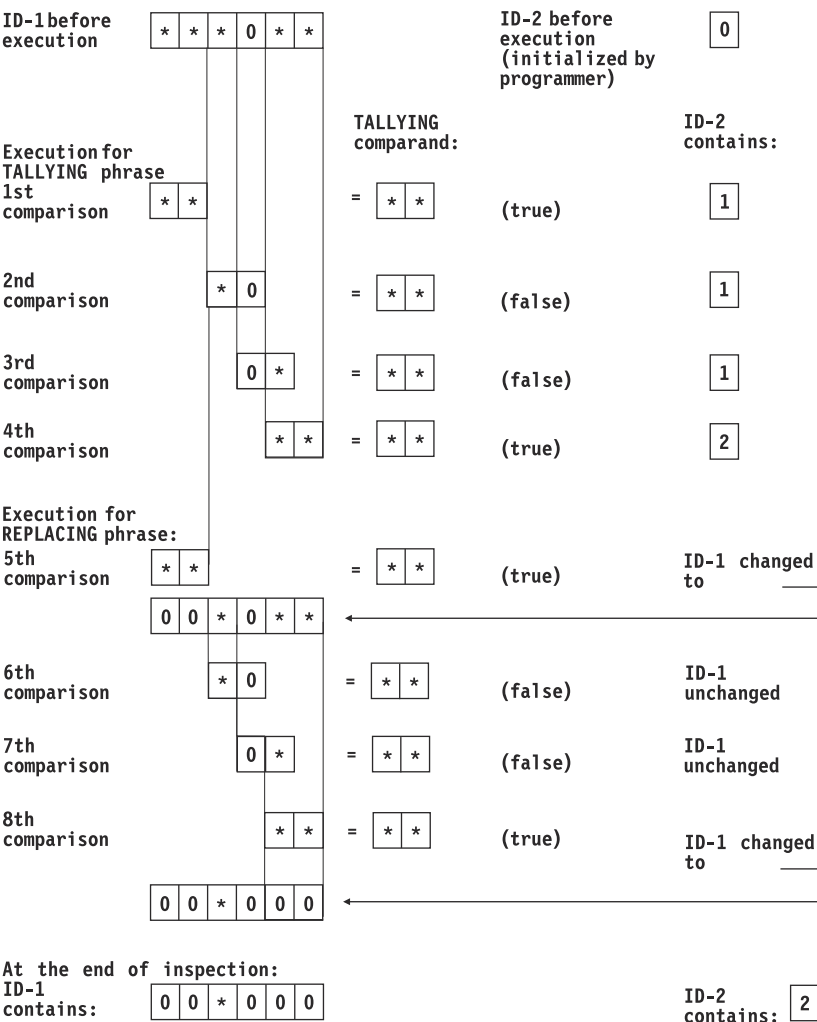 ID-1 before execution * * * 0 * * ID-2 before execution (initialized by programmer) 0
TALLYING comparand: ID-2 contains:
Execution for TALLYING phrase
1st comparison * * = * * (true) 1
2nd comparison * 0 = * * (false) 1
3rd comparison 0 * = * * (false) 1
4th comparison * * = * * (true) 2
Execution for REPLACING phrase:
5th comparison * * = * * (true) ID-1 changed to
0 0 * 0 * *
6th comparison * 0 = * * (false) ID-1 unchanged
7th comparison 0 * = * * (false) ID-1 unchanged
8th comparison * * = * * (true) ID-1 changed to
0 0 * 0 0 0
At the end of inspection:
ID-1 contains: 0 0 * 0 0 0 ID-2 contains: 2